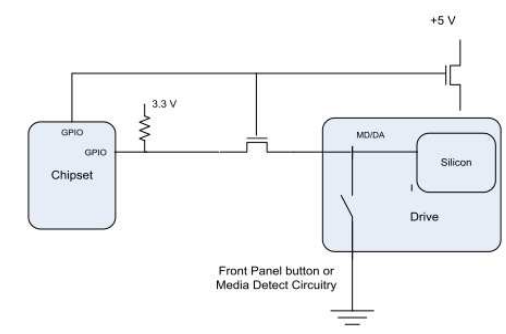 +5 V
3.3 V
GPIO
GPIO
Chipset
MD/DA
Silicon
Drive
Front Panel button or
Media Detect Circuitry